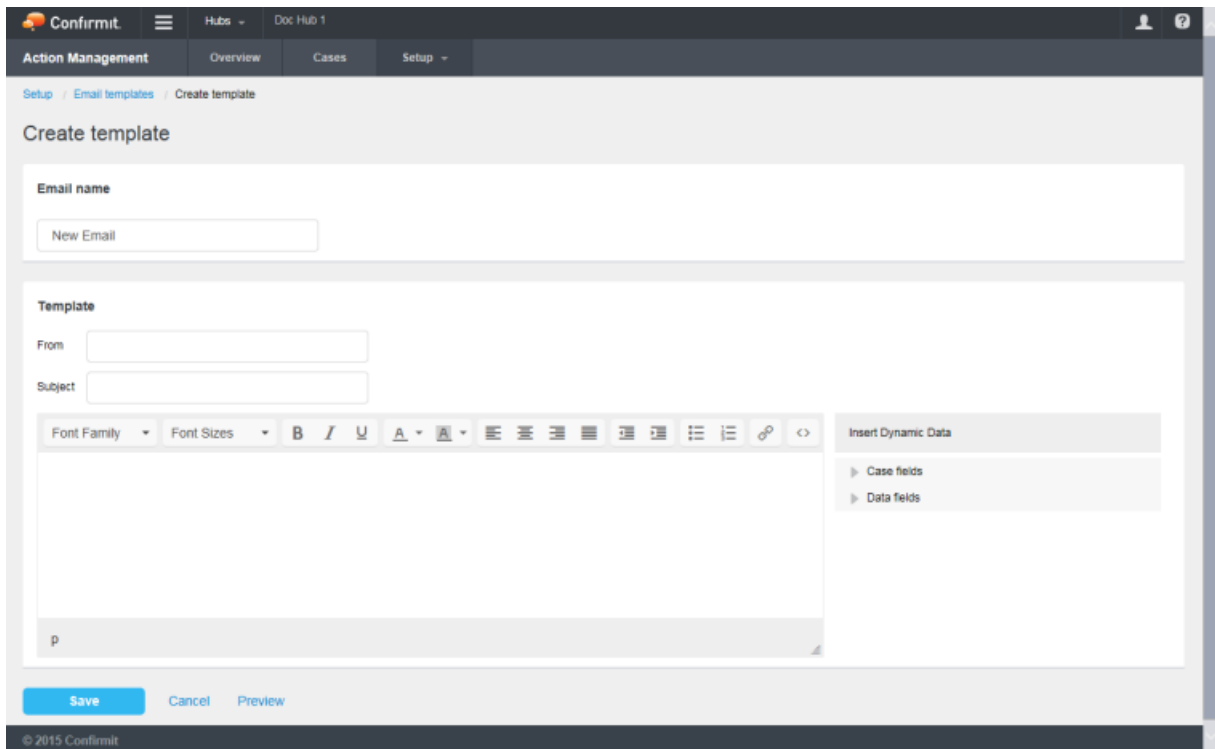 Confirmit. Hubs Doc Hub 1
Action Management Overview Cases Setup
Setup / Email templates / Create template
Create template
Email name
New Email
Template
From
Subject
Font Family Font Sizes B I U A A Insert Dynamic Data
Case fields
Data fields
p
Save Cancel Preview
© 2015 Confirmit